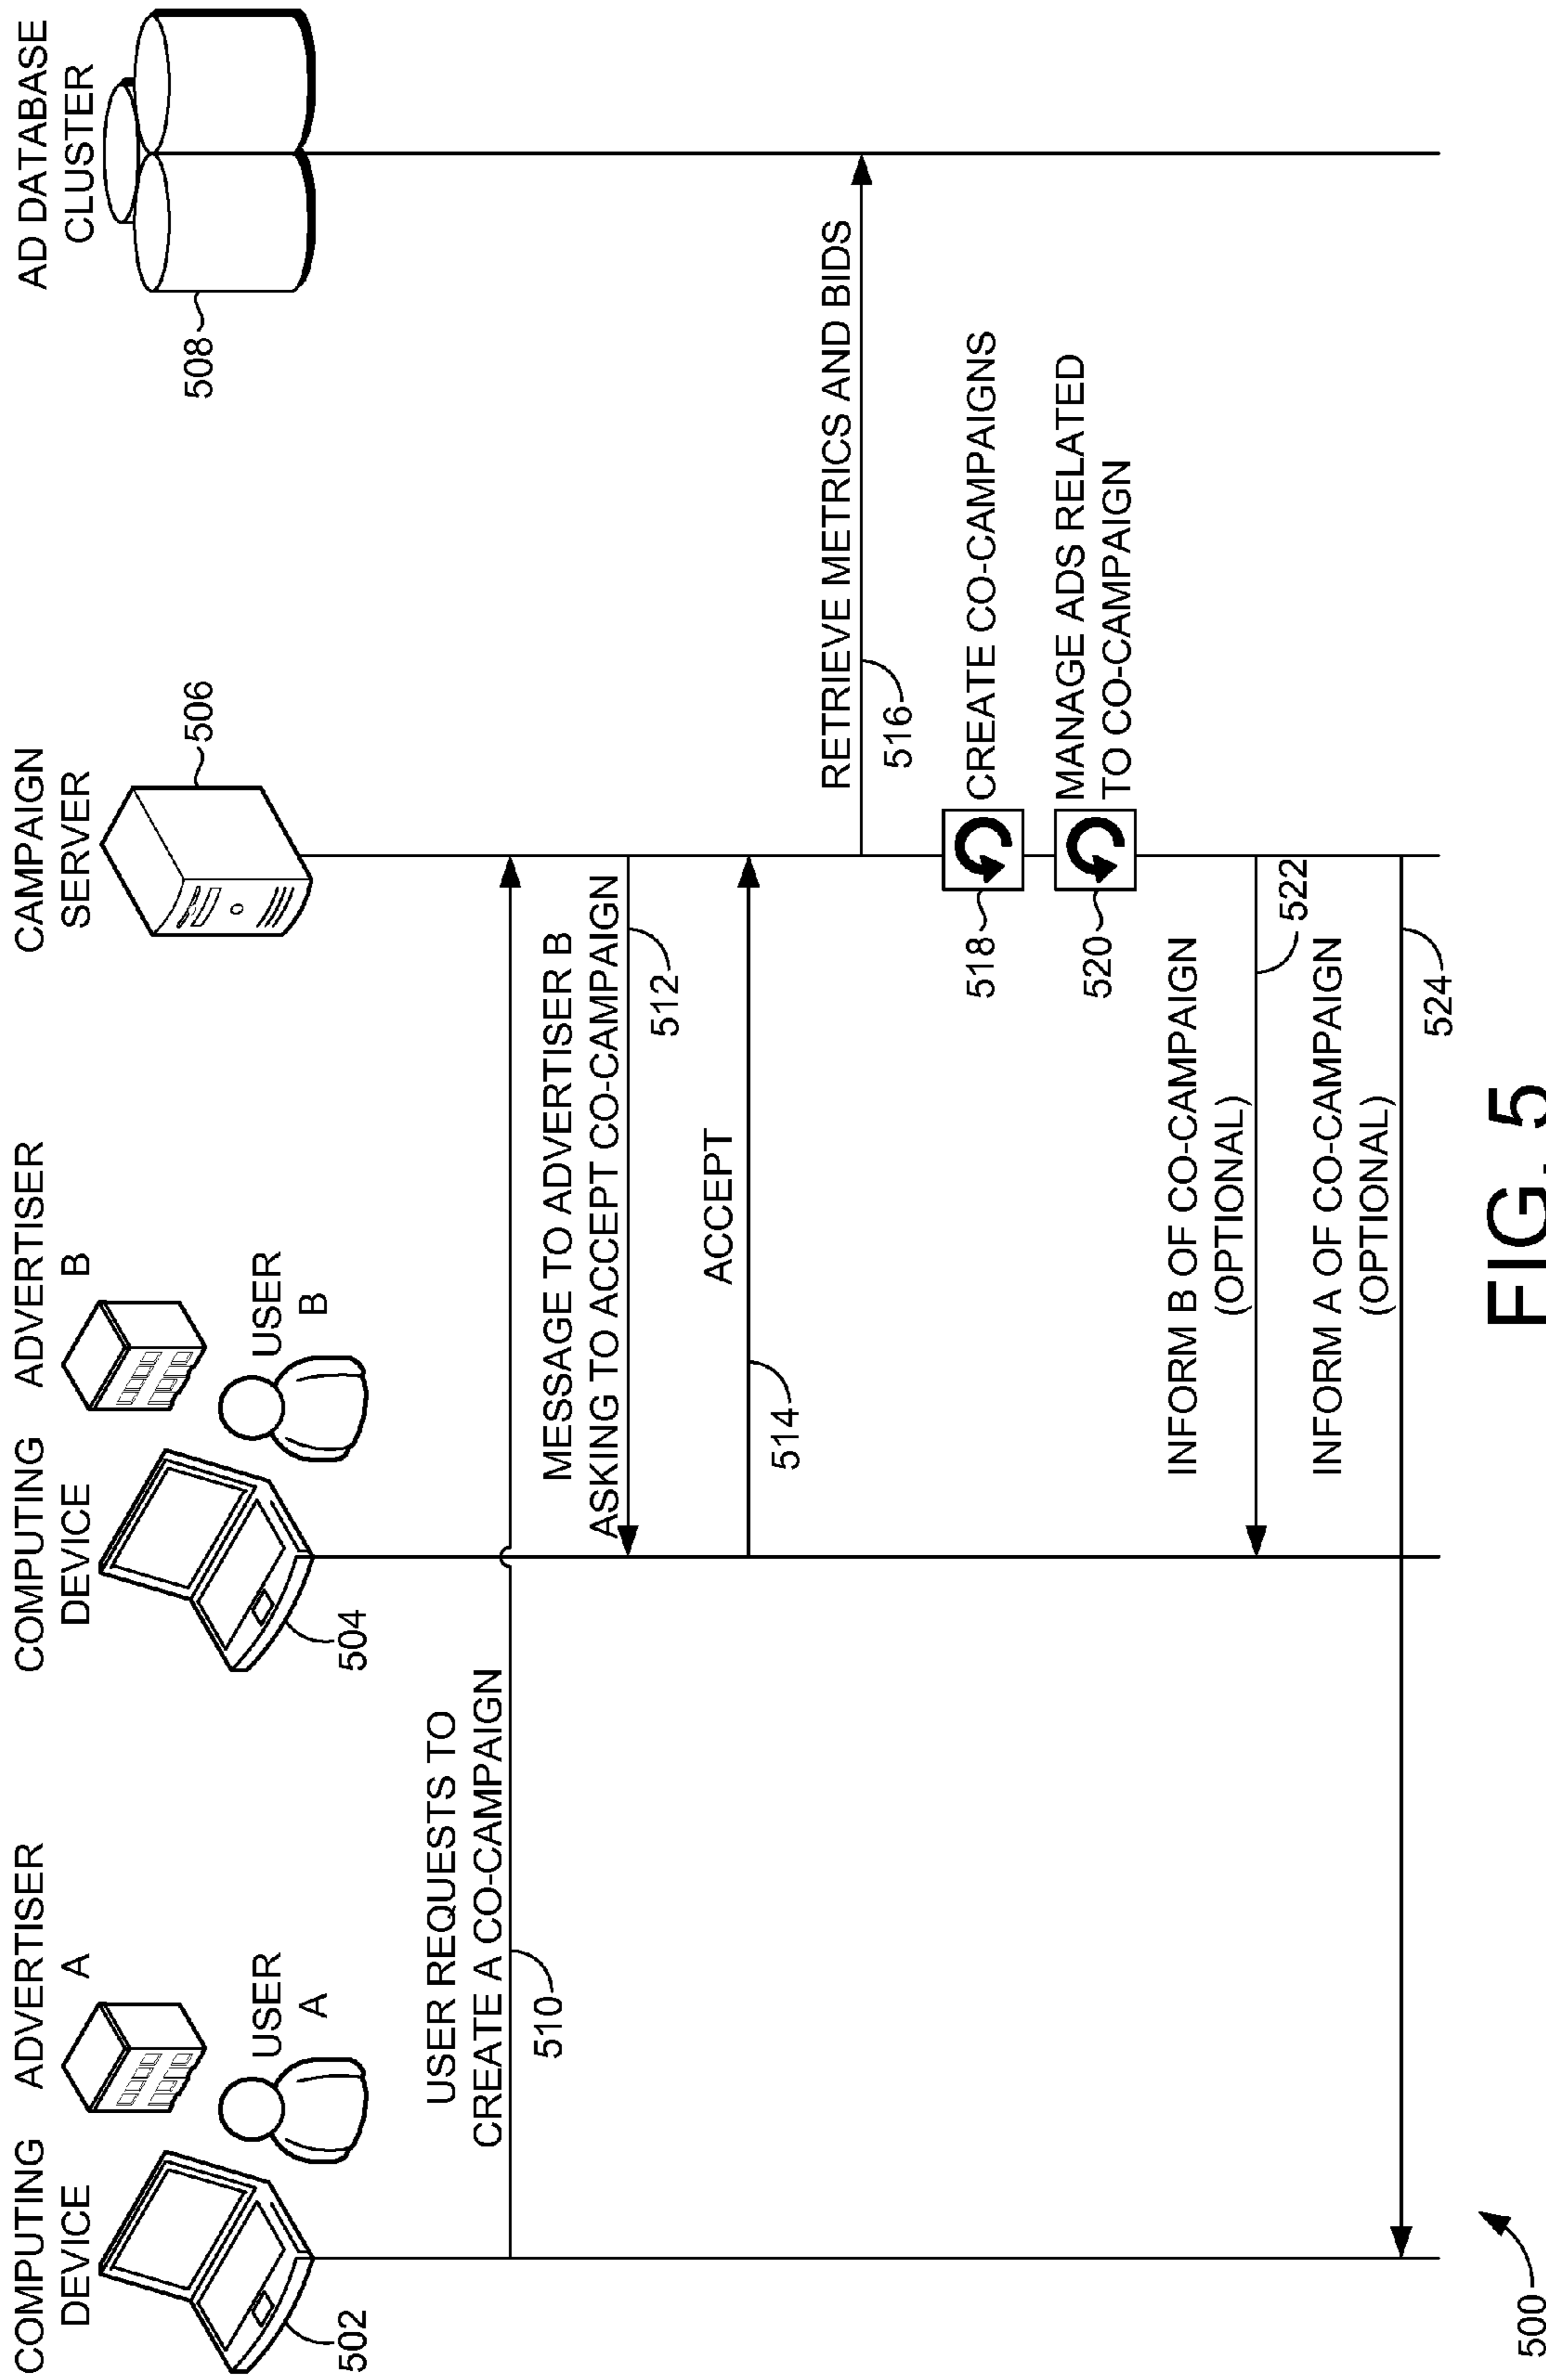 COMPUTING
DEVICE
ADVERTISER
A
USER
A
502
COMPUTING
DEVICE
ADVERTISER
B
USER
B
504
CAMPAIGN
SERVER
506
AD DATABASE
CLUSTER
508
USER REQUESTS TO
CREATE A CO-CAMPAIGN
510
MESSAGE TO ADVERTISER B
ASKING TO ACCEPT CO-CAMPAIGN
512
ACCEPT
514
RETRIEVE METRICS AND BIDS
516
CREATE CO-CAMPAIGNS
518
MANAGE ADS RELATED
TO CO-CAMPAIGN
520
INFORM B OF CO-CAMPAIGN
(OPTIONAL)
522
INFORM A OF CO-CAMPAIGN
(OPTIONAL)
524
500
FIG. 5